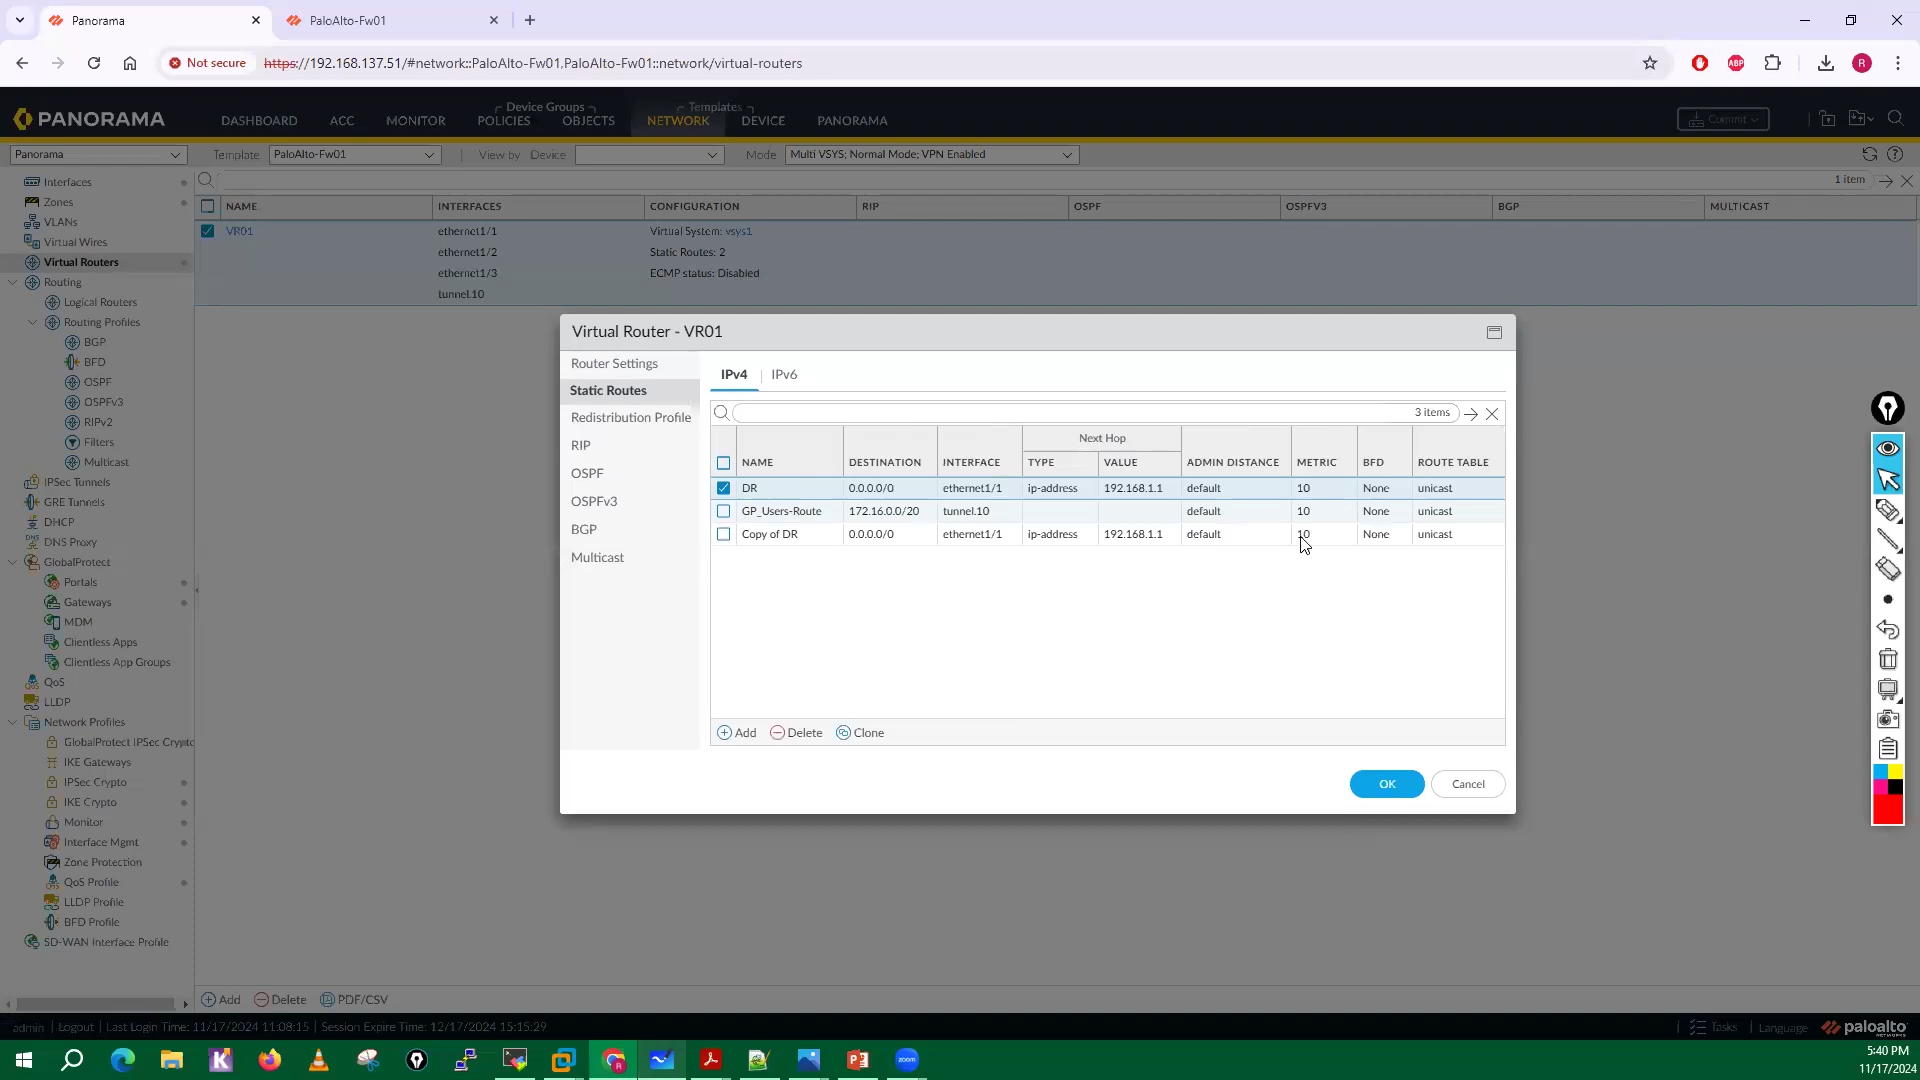 Panorama
PaloAlto-Fw01
Not secure
https://192.168.137.51/#network::PaloAlto-Fw01,PaloAlto-Fw01::network/virtual-routers
ABP
R
PANORAMA
DASHBOARD
ACC
MONITOR
Device Groups
POLICIES
OBJECTS
Templates
NETWORK
DEVICE
PANORAMA
Commit
Panorama
Template PaloAlto-Fw01
View by Device
Mode Multi VSYS; Normal Mode; VPN Enabled
Interfaces
Zones
VLANs
Virtual Wires
Virtual Routers
Routing
Logical Routers
Routing Profiles
BGP
BFD
OSPF
OSPFv3
RIPv2
Filters
Multicast
IPSec Tunnels
GRE Tunnels
DHCP
DNS Proxy
GlobalProtect
Portals
Gateways
MDM
Clientless Apps
Clientless App Groups
QoS
LLDP
Network Profiles
GlobalProtect IPSec Crypto
IKE Gateways
IPSec Crypto
IKE Crypto
Monitor
Interface Mgmt
Zone Protection
QoS Profile
LLDP Profile
BFD Profile
SD-WAN Interface Profile
1 item
NAME INTERFACES CONFIGURATION RIP OSPF OSPFV3 BGP MULTICAST
VR01 ethernet1/1 Virtual System: vsys1
ethernet1/2 Static Routes: 2
ethernet1/3 ECMP status: Disabled
tunnel.10
Virtual Router - VR01
Router Settings
Static Routes
Redistribution Profile
RIP
OSPF
OSPFv3
BGP
Multicast
IPv4 IPv6
3 items
Next Hop
NAME DESTINATION INTERFACE TYPE VALUE ADMIN DISTANCE METRIC BFD ROUTE TABLE
DR 0.0.0.0/0 ethernet1/1 ip-address 192.168.1.1 default 10 None unicast
GP_Users-Route 172.16.0.0/20 tunnel.10 default 10 None unicast
Copy of DR 0.0.0.0/0 ethernet1/1 ip-address 192.168.1.1 default 10 None unicast
Add Delete Clone
OK Cancel
Add Delete PDF/CSV
admin | Logout | Last Login Time: 11/17/2024 11:08:15 | Session Expire Time: 12/17/2024 15:15:29
Tasks | Language paloalto
NETWORKS
zoom
5:40 PM
11/17/2024